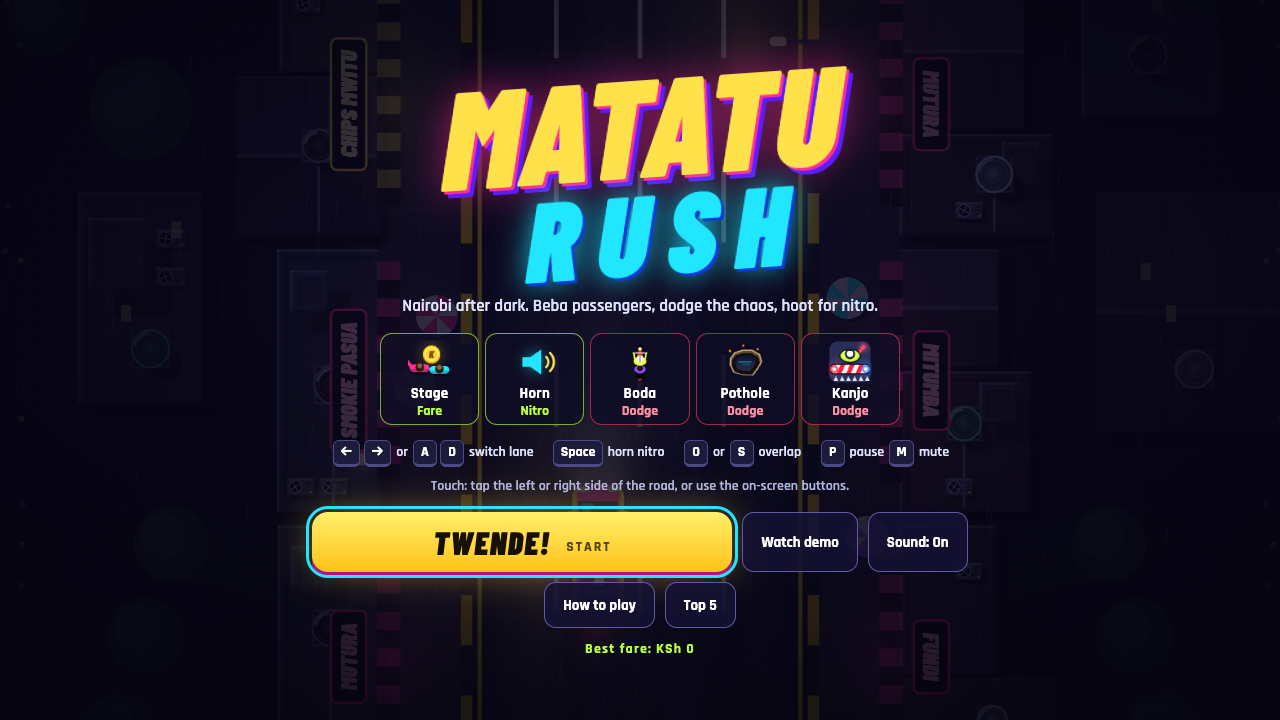 MATATU
RUSH
Nairobi after dark. Beba passengers, dodge the chaos, hoot for nitro.
Stage
Fare
Horn
Nitro
Boda
Dodge
Pothole
Dodge
Kanjo
Dodge
← → or A D switch lane Space horn nitro O or S overlap P pause M mute
Touch: tap the left or right side of the road, or use the on-screen buttons.
TWENDE! START
Watch demo
Sound: On
How to play
Top 5
Best fare: KSh 0
CHIPS MWITU
SMOKIE PASUA
MUTURA
MUTURA
MITUMBA
FUNDI